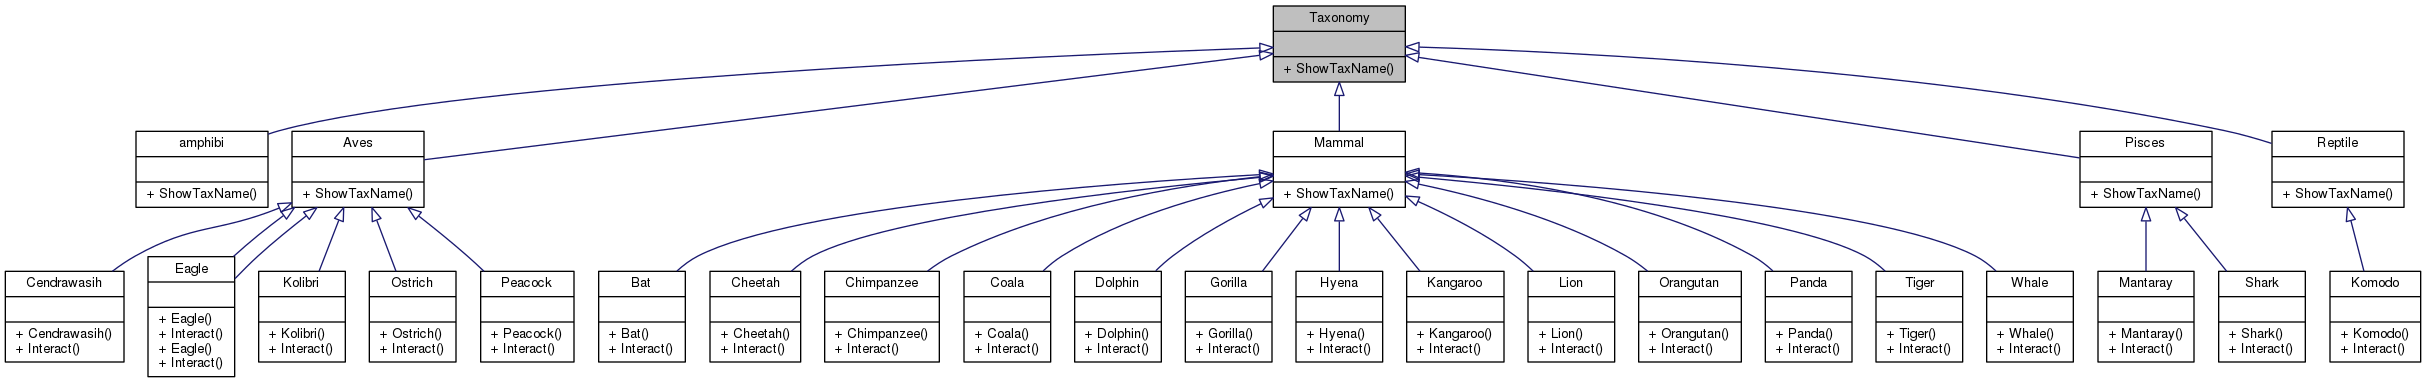 Taxonomy
+ ShowTaxName()
amphibi
+ ShowTaxName()
Aves
+ ShowTaxName()
Mammal
+ ShowTaxName()
Pisces
+ ShowTaxName()
Reptile
+ ShowTaxName()
Cendrawasih
+ Cendrawasih()
+ Interact()
Eagle
+ Eagle()
+ Interact()
+ Eagle()
+ Interact()
Kolibri
+ Kolibri()
+ Interact()
Ostrich
+ Ostrich()
+ Interact()
Peacock
+ Peacock()
+ Interact()
Bat
+ Bat()
+ Interact()
Cheetah
+ Cheetah()
+ Interact()
Chimpanzee
+ Chimpanzee()
+ Interact()
Coala
+ Coala()
+ Interact()
Dolphin
+ Dolphin()
+ Interact()
Gorilla
+ Gorilla()
+ Interact()
Hyena
+ Hyena()
+ Interact()
Kangaroo
+ Kangaroo()
+ Interact()
Lion
+ Lion()
+ Interact()
Orangutan
+ Orangutan()
+ Interact()
Panda
+ Panda()
+ Interact()
Tiger
+ Tiger()
+ Interact()
Whale
+ Whale()
+ Interact()
Mantaray
+ Mantaray()
+ Interact()
Shark
+ Shark()
+ Interact()
Komodo
+ Komodo()
+ Interact()